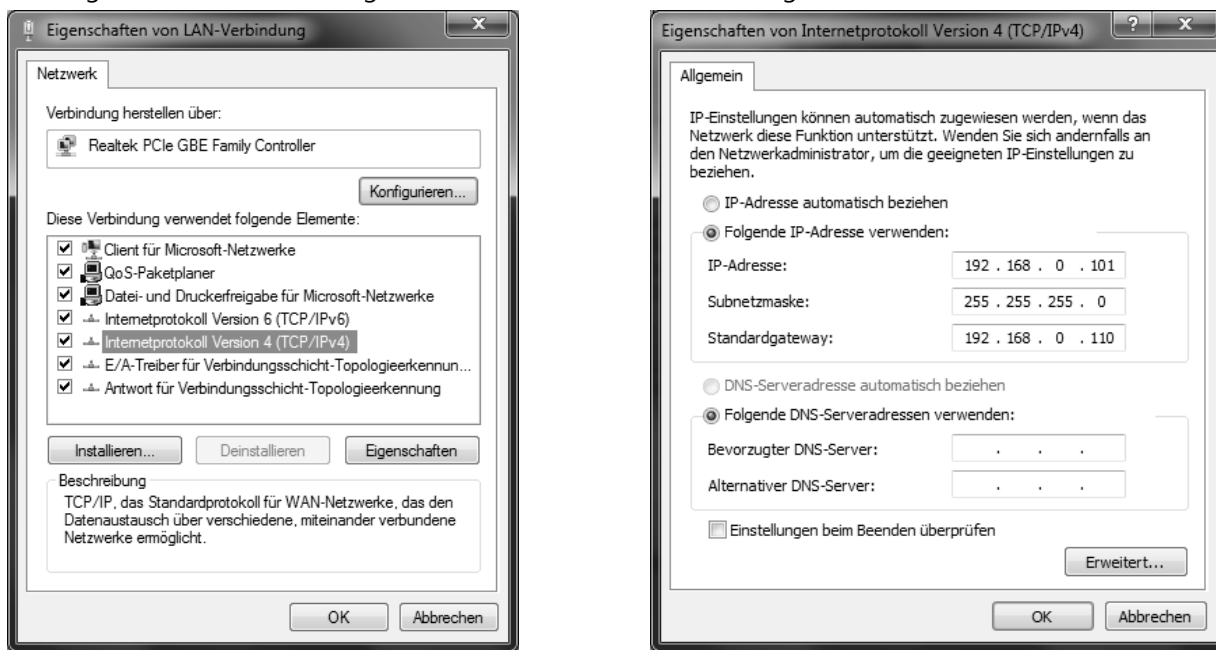 Eigenschaften von LAN-Verbindung
Netzwerk
Verbindung herstellen über:
Realtek PCIe GBE Family Controller
Konfigurieren...
Diese Verbindung verwendet folgende Elemente:
Client für Microsoft-Netzwerke
QoS-Paketplaner
Datei- und Druckerfreigabe für Microsoft-Netzwerke
Internetprotokoll Version 6 (TCP/IPv6)
Internetprotokoll Version 4 (TCP/IPv4)
E/A-Treiber für Verbindungsschicht-Topologieerkennun...
Antwort für Verbindungsschicht-Topologieerkennung
Installieren... Deinstallieren Eigenschaften
Beschreibung
TCP/IP, das Standardprotokoll für WAN-Netzwerke, das den
Datenaustausch über verschiedene, miteinander verbundene
Netzwerke ermöglicht.
OK Abbrechen
Eigenschaften von Internetprotokoll Version 4 (TCP/IPv4)
Allgemein
IP-Einstellungen können automatisch zugewiesen werden, wenn das
Netzwerk diese Funktion unterstützt. Wenden Sie sich andernfalls an
den Netzwerkadministrator, um die geeigneten IP-Einstellungen zu
beziehen.
IP-Adresse automatisch beziehen
Folgende IP-Adresse verwenden:
IP-Adresse: 192 . 168 . 0 . 101
Subnetzmaske: 255 . 255 . 255 . 0
Standardgateway: 192 . 168 . 0 . 110
DNS-Serveradresse automatisch beziehen
Folgende DNS-Serveradressen verwenden:
Bevorzugter DNS-Server: . . .
Alternativer DNS-Server: . . .
Einstellungen beim Beenden überprüfen
Erweitert...
OK Abbrechen